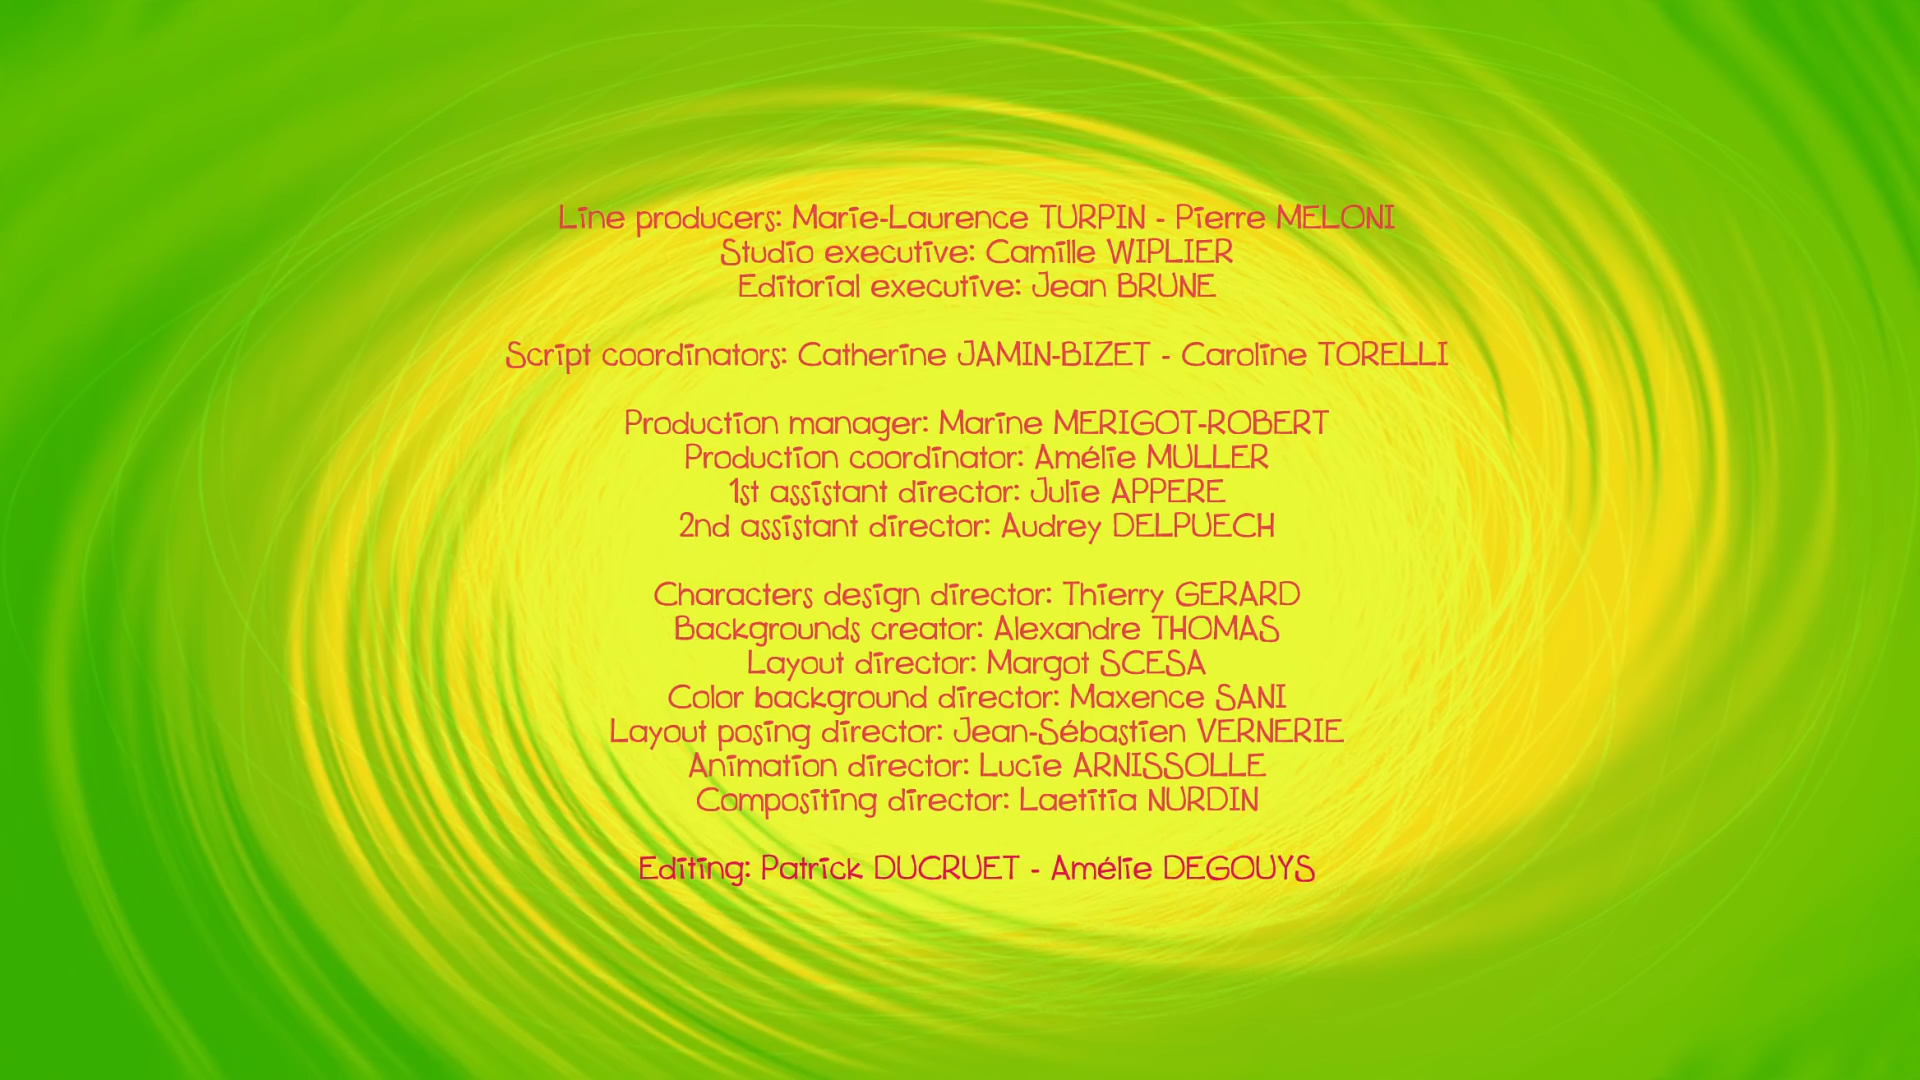 Line producers: Marie-Laurence TURPIN - Pierre MELONI
Studio executive: Camille WIPLIER
Editorial executive: Jean BRUNE
Script coordinators: Catherine JAMIN-BIZET - Caroline TORELLI
Production manager: Marine MERIGOT-ROBERT
Production coordinator: Amélie MULLER
1st assistant director: Julie APPERE
2nd assistant director: Audrey DELPUECH
Characters design director: Thierry GERARD
Backgrounds creator: Alexandre THOMAS
Layout director: Margot SCESA
Color background director: Maxence SANI
Layout posing director: Jean-Sébastien VERNERIE
Animation director: Lucie ARNISSOLLE
Compositing director: Laetitia NURDIN
Editing: Patrick DUCRUET - Amélie DEGOUYS